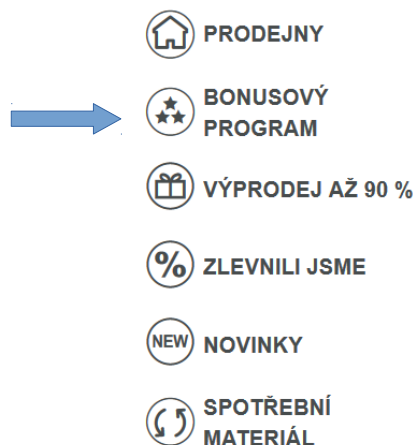 PRODEJNY
BONUSOVÝ
PROGRAM
VÝPRODEJ AŽ 90 %
% ZLEVNILI JSME
NEW NOVINKY
SPOTŘEBNÍ
MATERIÁL